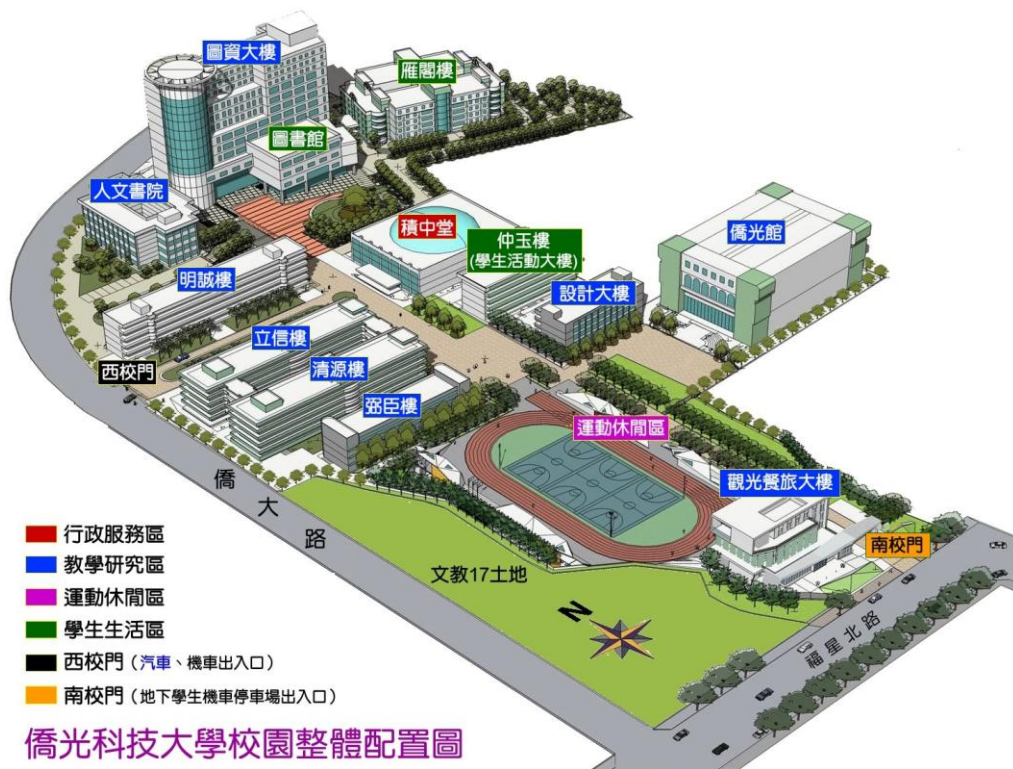 圖資大樓
雁閣樓
圖書館
人文書院
積中堂
仲玉樓
(學生活動大樓)
僑光館
明誠樓
設計大樓
立信樓
西校門
清源樓
弼臣樓
運動休閒區
觀光餐旅大樓
南校門
僑大路
文教17土地
N
福星北路
行政服務區
教學研究區
運動休閒區
學生生活區
西校門（汽車、機車出入口）
南校門（地下學生機車停車場出入口）
僑光科技大學校園整體配置圖